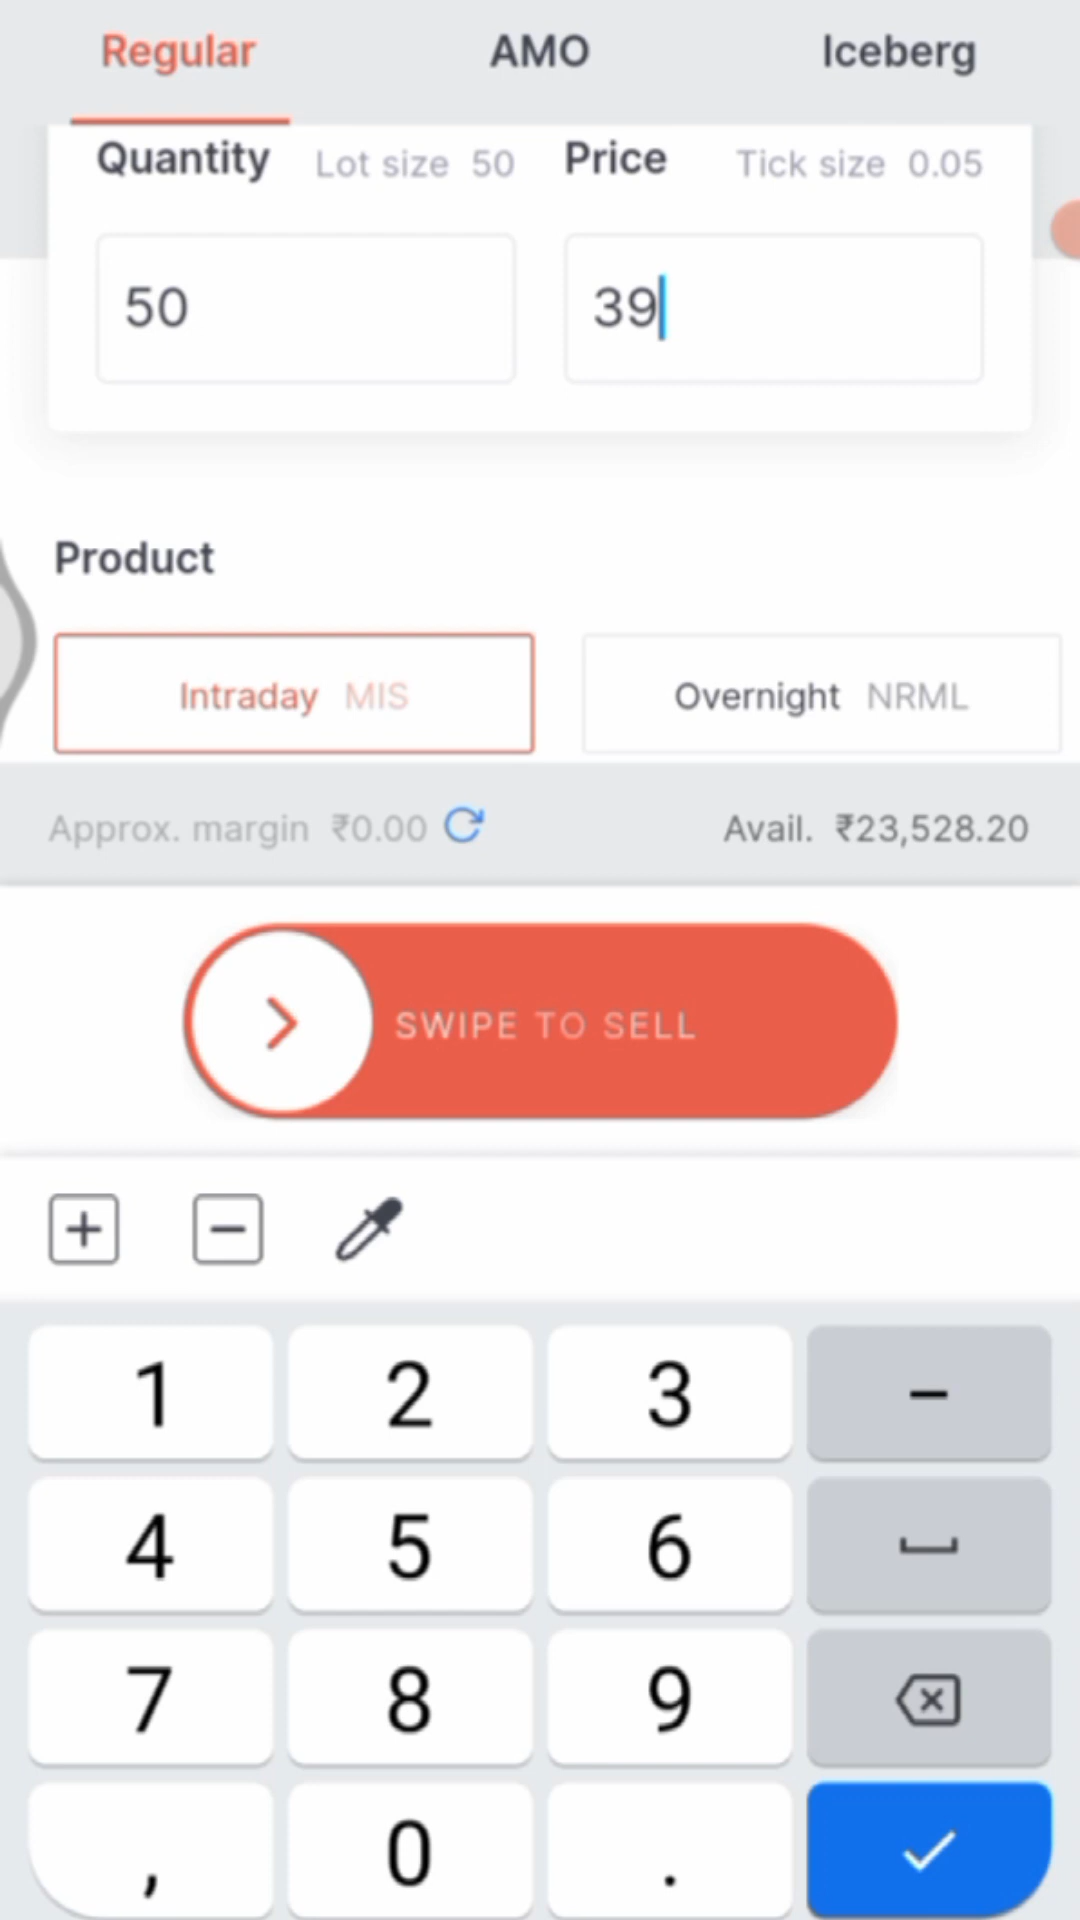 Regular AMO Iceberg
Quantity Lot size 50 Price Tick size 0.05
50 39
Product
Intraday MIS Overnight NRML
Approx. margin ₹0.00 Avail. ₹23,528.20
SWIPE TO SELL
1 2 3 –
4 5 6
7 8 9
, 0 .